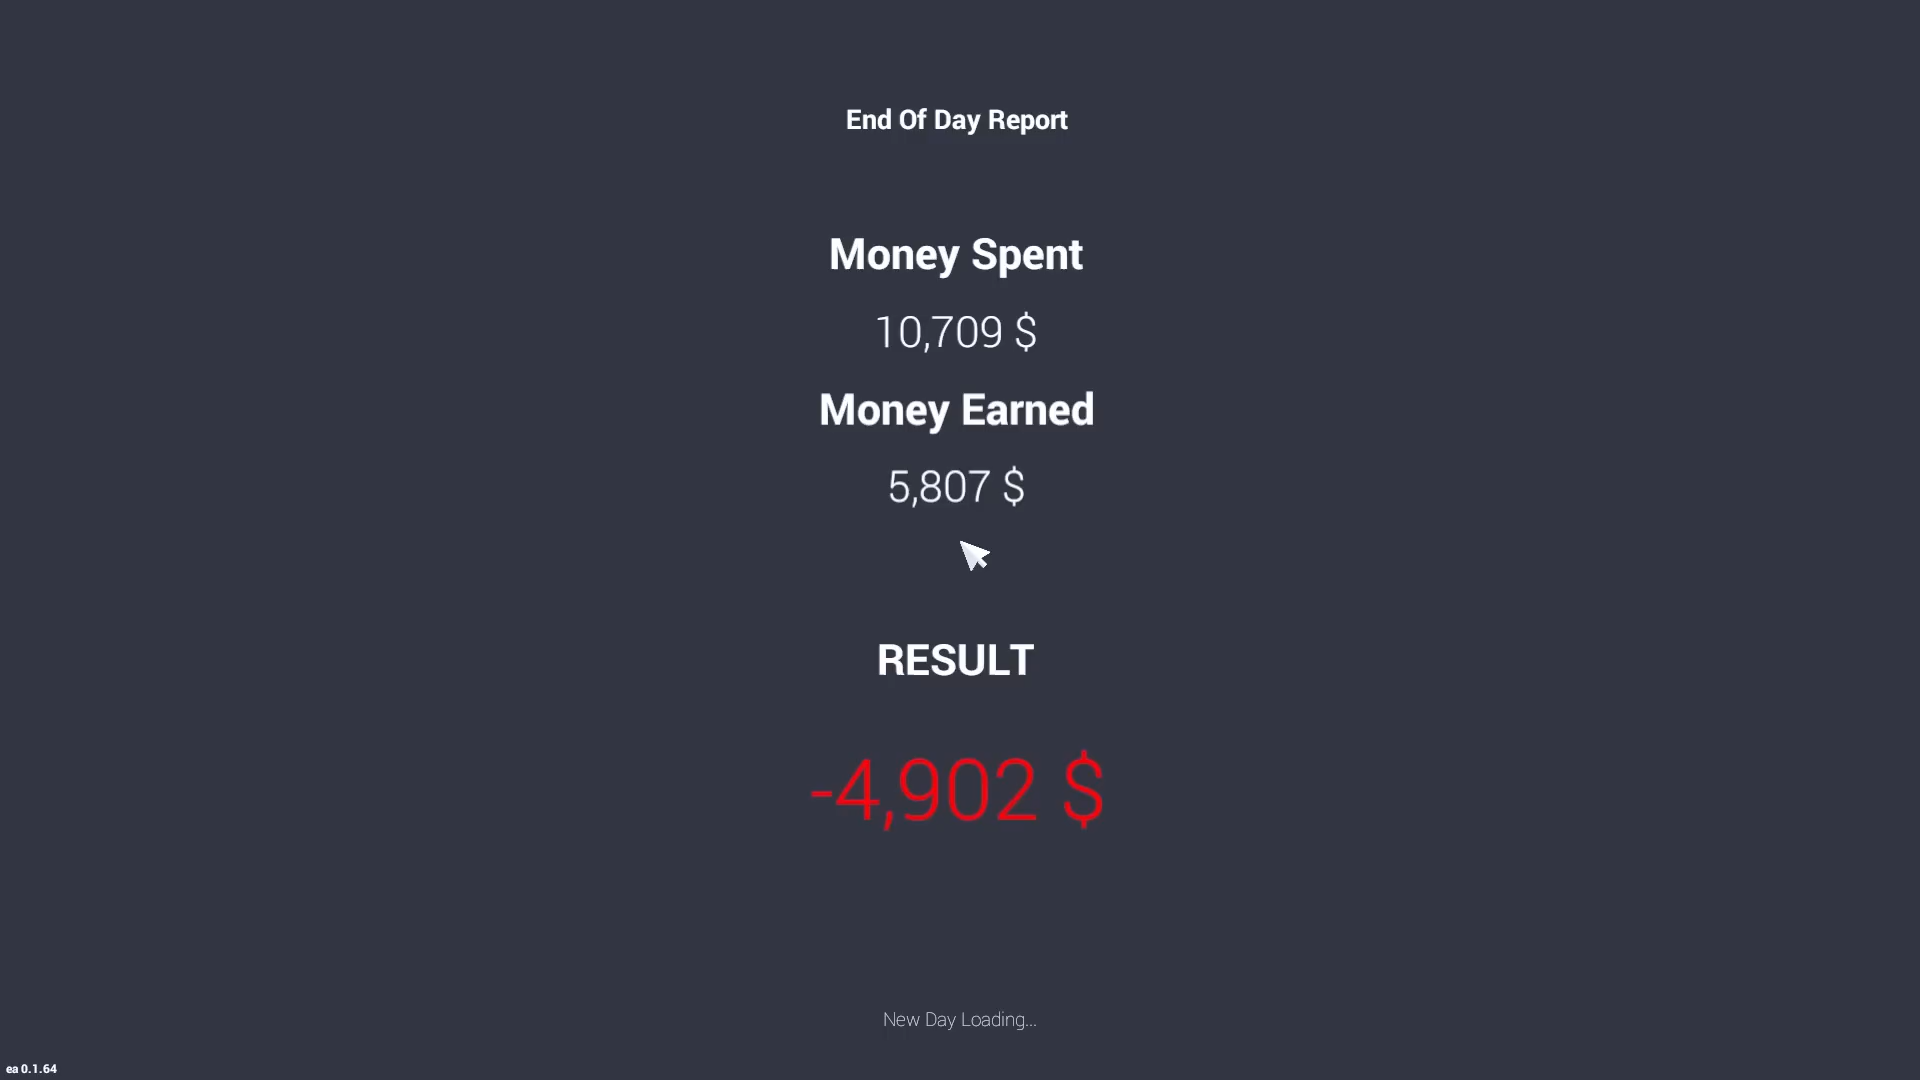 End Of Day Report
Money Spent
10,709 $
Money Earned
5,807 $
RESULT
-4,902 $
New Day Loading...
ea 0.1.64